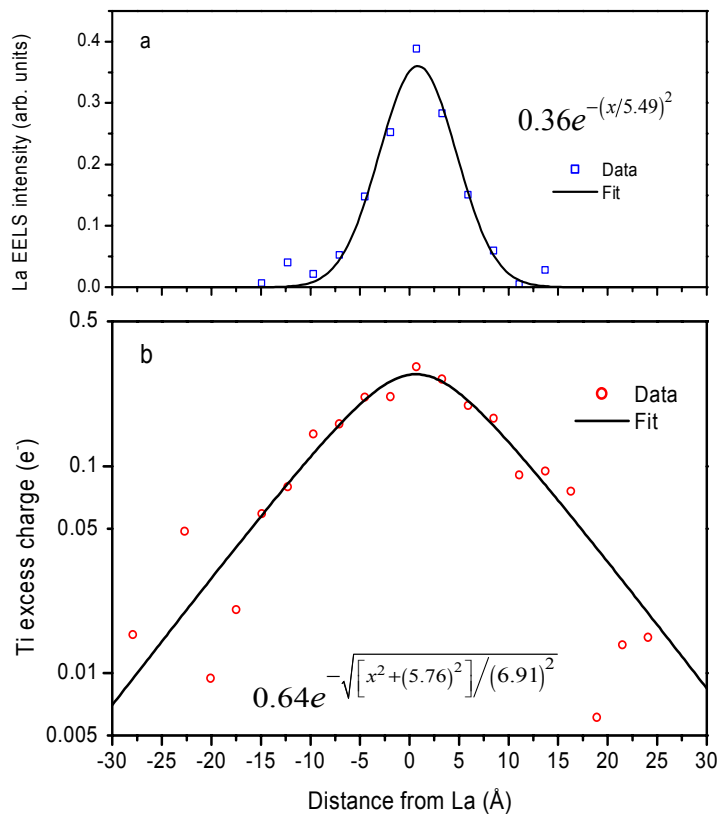 a
La EELS intensity (arb. units)
0.4
0.3
0.2
0.1
0.0
0.36e^{-(x/5.49)^2}
Data
Fit
b
Ti excess charge (e^-)
0.5
0.1
0.05
0.01
0.005
Data
Fit
0.64e^{-\sqrt{[x^2+(5.76)^2]/(6.91)^2}}
-30 -25 -20 -15 -10 -5 0 5 10 15 20 25 30
Distance from La (Å)